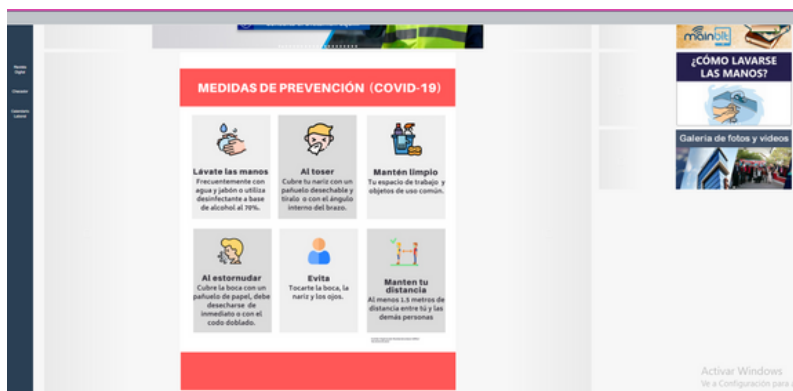 mainbit
¿CÓMO LAVARSE
LAS MANOS?
Galería de fotos y videos
MEDIDAS DE PREVENCIÓN (COVID-19)
Lávate las manos
Frecuentemente con
agua y jabón o utiliza
desinfectante a base
de alcohol al 70%.
Al toser
Cubre tu nariz con un
pañuelo desechable y
tíralo o con el ángulo
interno del brazo.
Mantén limpio
Tu espacio de trabajo y
objetos de uso común.
Al estornudar
Cubre la boca con un
pañuelo de papel, debe
desecharse de
inmediato o con el
codo doblado.
Evita
Tocarte la boca, la
nariz y los ojos.
Manten tu
distancia
Al menos 1.5 metros de
distancia entre tú y las
demás personas
Activar Windows
Ve a Configuración para